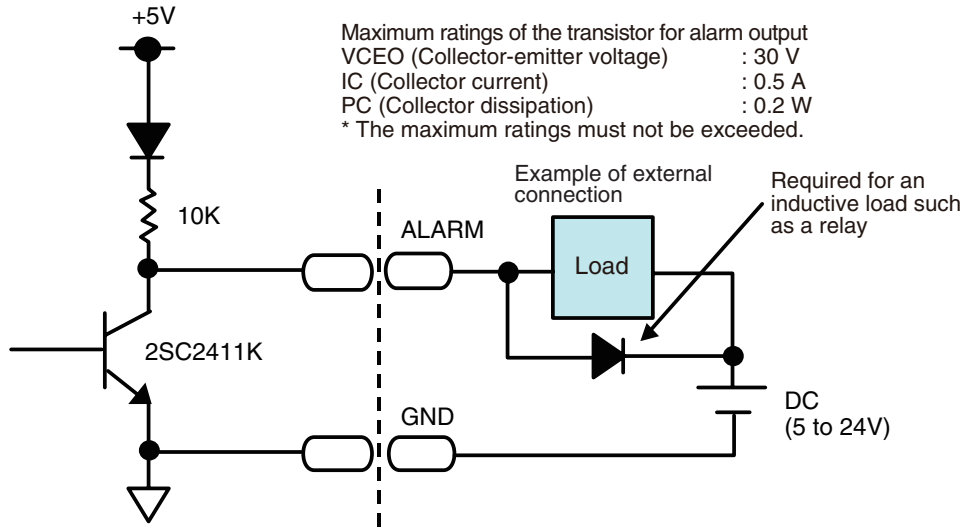 +5V
Maximum ratings of the transistor for alarm output
VCEO (Collector-emitter voltage) : 30 V
IC (Collector current) : 0.5 A
PC (Collector dissipation) : 0.2 W
* The maximum ratings must not be exceeded.
Example of external
connection
Required for an
inductive load such
as a relay
10K
ALARM
Load
2SC2411K
GND
DC
(5 to 24V)